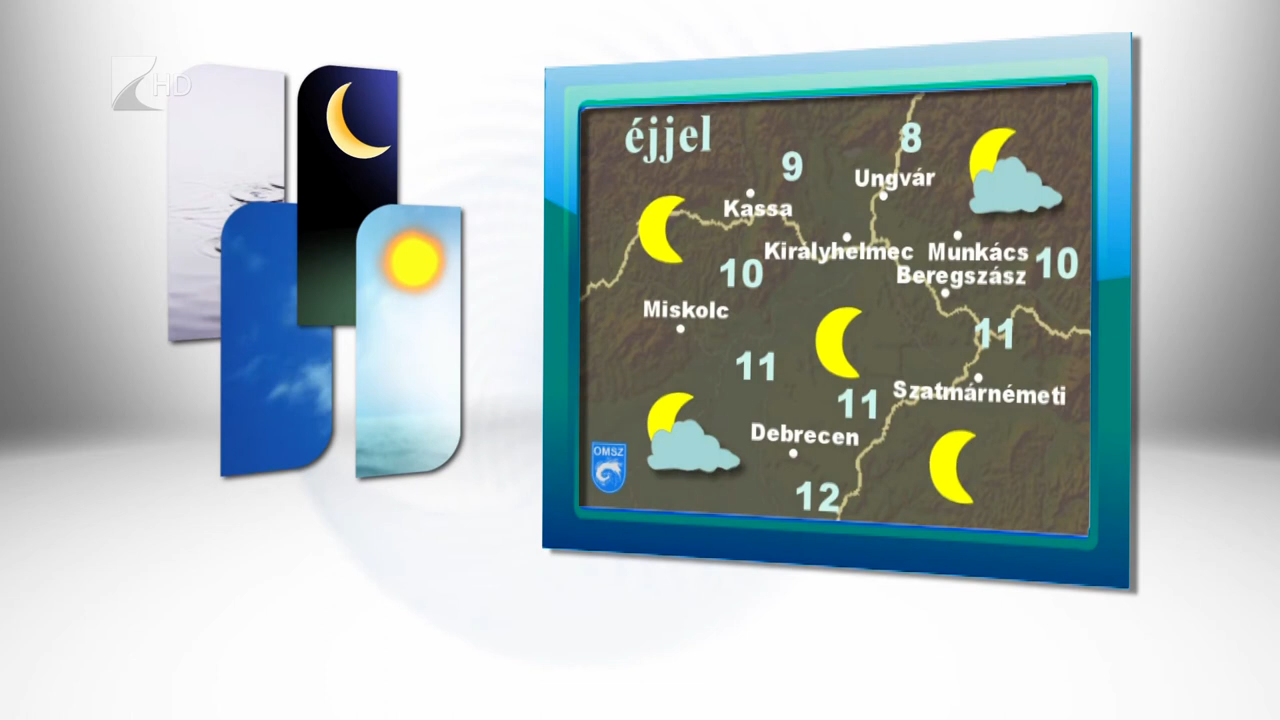 HD
éjjel
8
9
Ungvár
Kassa
Királyhelmec
Munkács
10
10
Beregszász
Miskolc
11
11
Szatmárnémeti
11
Debrecen
OMSZ
12